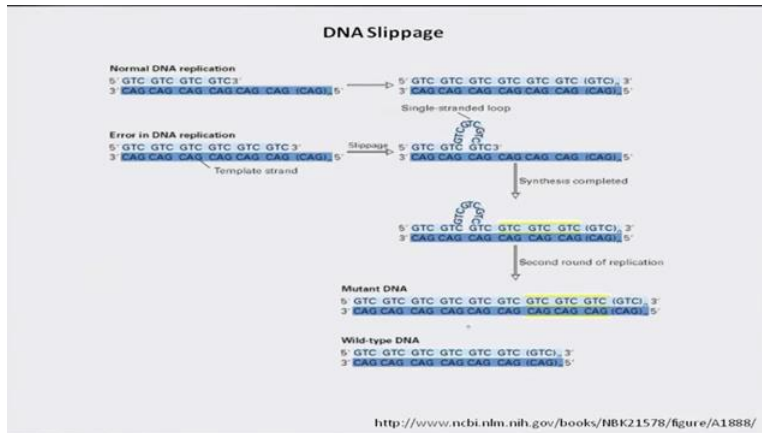 DNA Slippage
Normal DNA replication
5' GTC GTC GTC GTC3'
3' CAG CAG CAG CAG CAG CAG (CAG)n 5'
5' GTC GTC GTC GTC GTC GTC (GTC)n 3'
3' CAG CAG CAG CAG CAG CAG (CAG)n 5'
Single-stranded loop
GTC GTC GTC
Error in DNA replication
5' GTC GTC GTC GTC GTC GTC 3'
3' CAG CAG CAG CAG CAG CAG (CAG)n 5'
Template strand
Slippage
5' GTC GTC GTC3'
3' CAG CAG CAG CAG CAG CAG (CAG)n 5'
Synthesis completed
GTC GTC GTC
5' GTC GTC GTC GTC GTC GTC (GTC)n 3'
3' CAG CAG CAG CAG CAG CAG (CAG)n 5'
Second round of replication
Mutant DNA
5' GTC GTC GTC GTC GTC GTC GTC GTC GTC (GTC)n 3'
3' CAG CAG CAG CAG CAG CAG CAG CAG CAG (CAG)n 5'
Wild-type DNA
5' GTC GTC GTC GTC GTC GTC (GTC)n 3'
3' CAG CAG CAG CAG CAG CAG (CAG)n 5'
http://www.ncbi.nlm.nih.gov/books/NBK21578/figure/A1888/